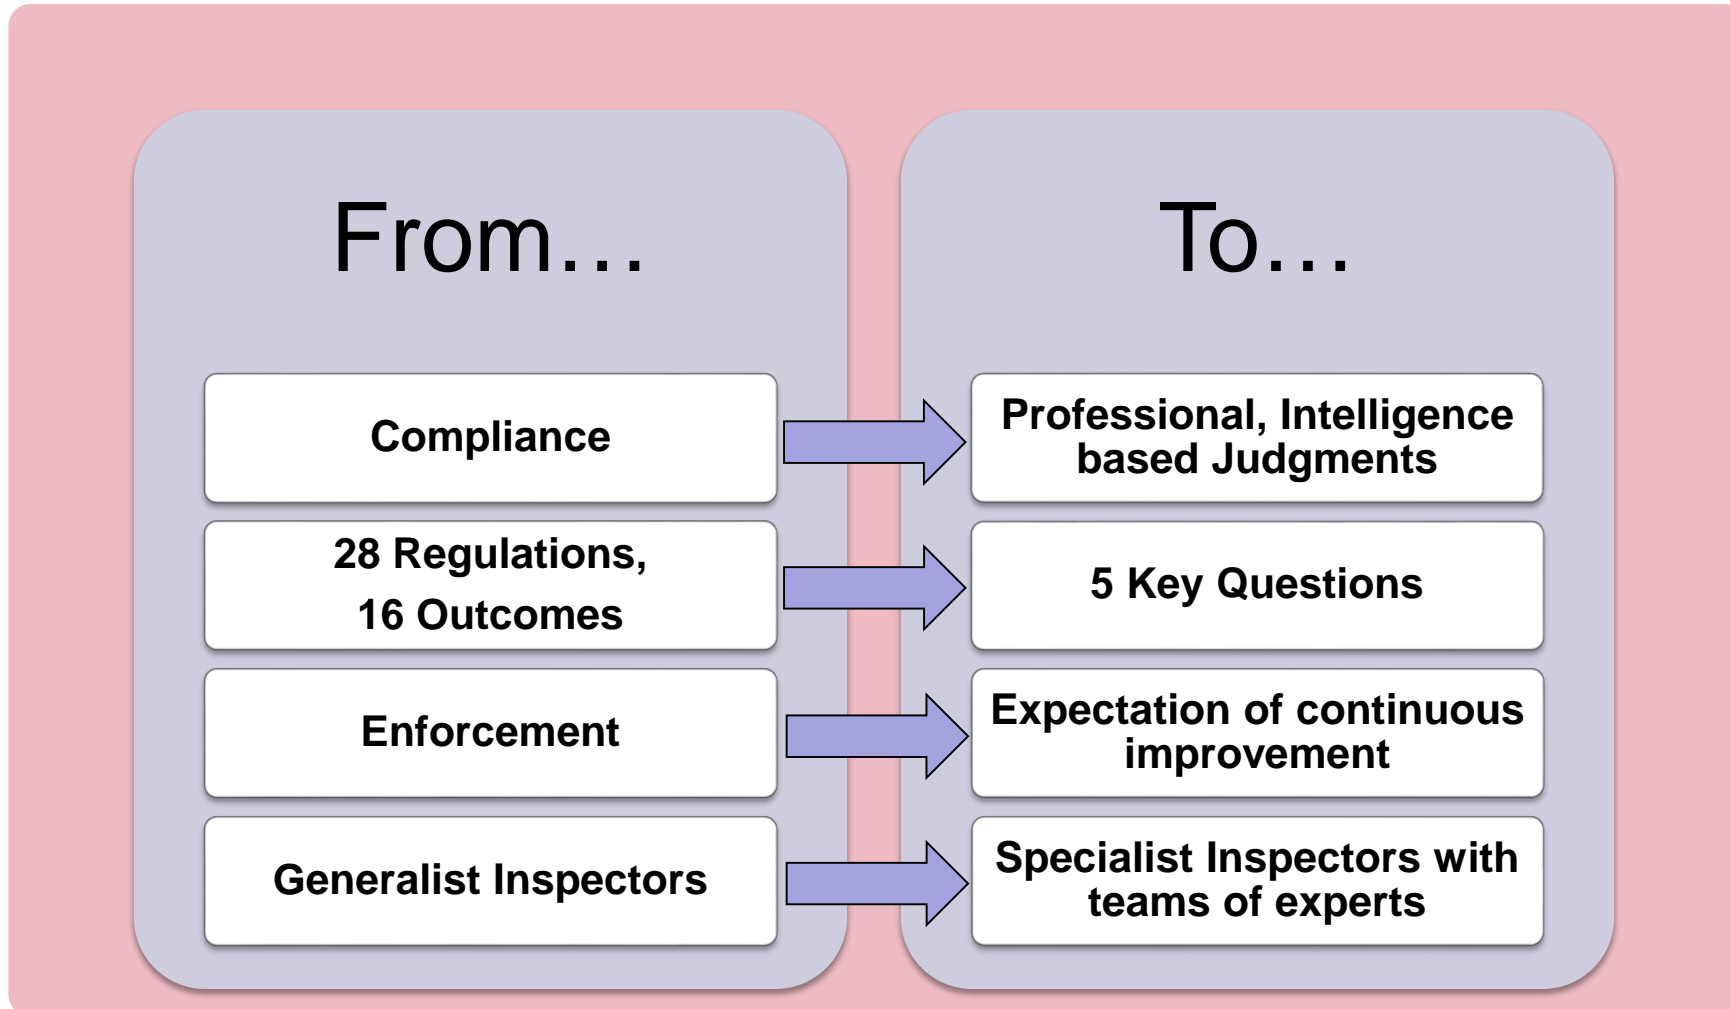 From…
To…
Compliance
Professional, Intelligence
based Judgments
28 Regulations,
16 Outcomes
5 Key Questions
Enforcement
Expectation of continuous
improvement
Generalist Inspectors
Specialist Inspectors with
teams of experts